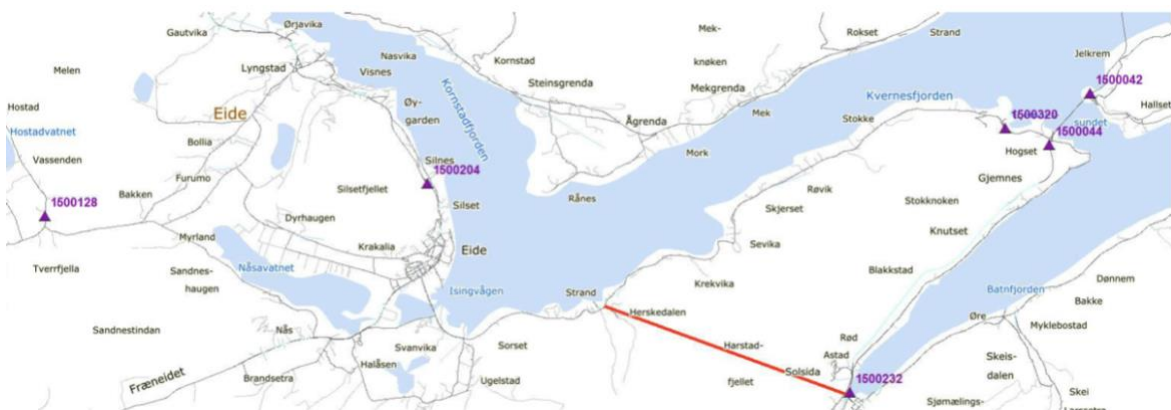 Ørjavika
Gautvika
Nasvika
Kornstad
Mek-
knøken
Rokset
Strand
Melen
Lyngstad
Visnes
Steinsgrenda
Mekgrenda
Jelkrem
1500042
Hostad
Eide
Øy-
garden
Kornstadfjorden
Mek
Kvernesfjorden
Hallset
Hostadvatnet
Ågrenda
Stokke
1500320
sundet
1500044
Bollia
Vassenden
Silnes
Mork
Hogset
1500204
Furumo
Silsetfjellet
Gjemnes
Bakken
1500128
Rånes
Røvik
Stokknoken
Silset
Skjerset
Dyrhaugen
Knutset
Myrland
Krakalia
Eide
Sevika
Tverrfjella
Sandnes-
haugen
Nåsavatnet
Blakkstad
Dønnem
Krekvika
Isingvågen
Strand
Batnfjorden
Bakke
Herskedalen
Sandnestindan
Nås
Øre
Myklebostad
Svanvika
Sorset
Harstad-
fjellet
Rød
Astad
Skeis-
dalen
Halåsen
Solsida
Fræneidet
Brandsetra
Ugelstad
1500232
Skei
Sjømælings-